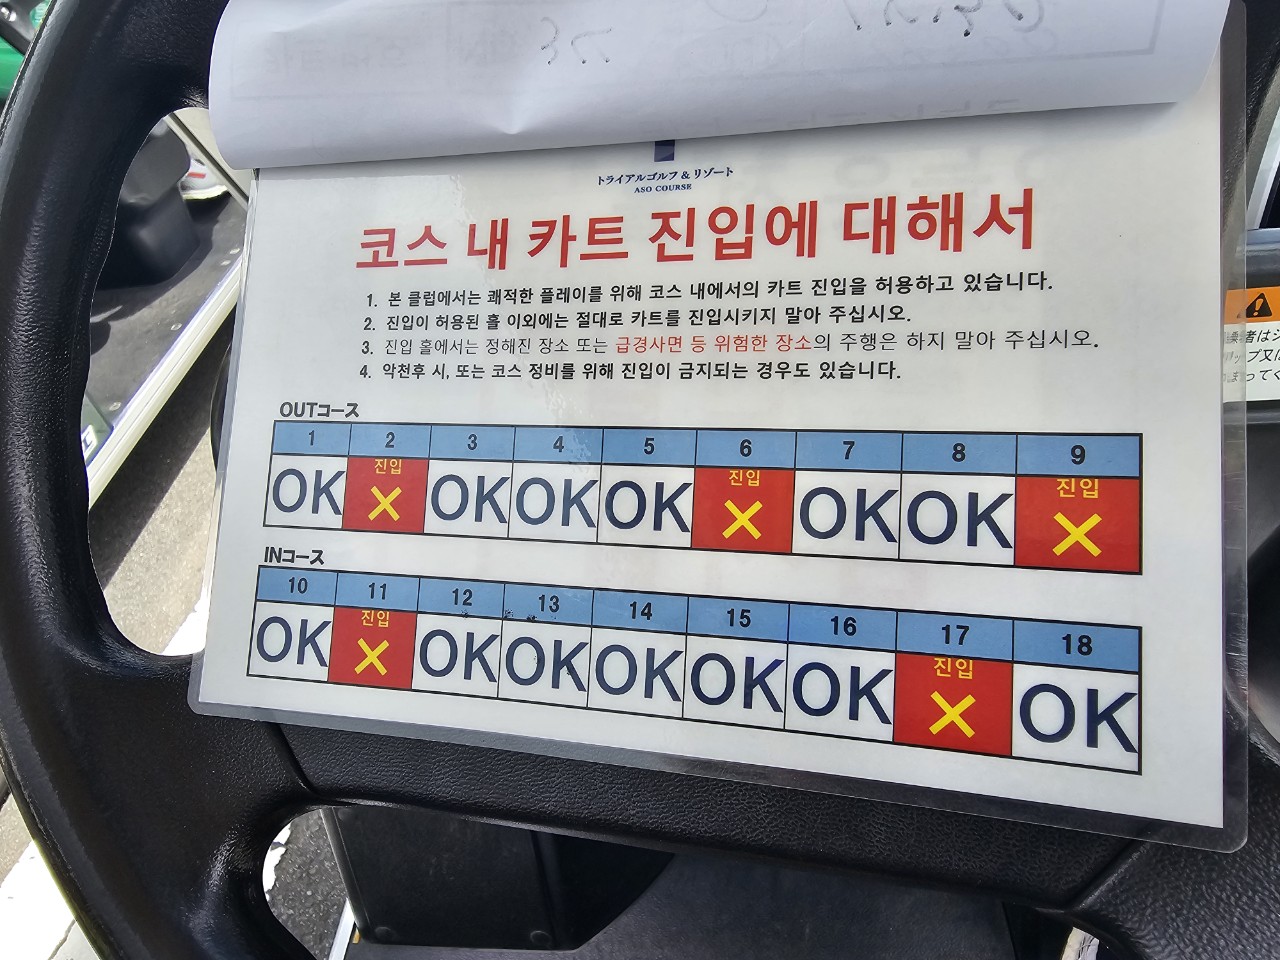 トライアルゴルフ & リゾート
ASO COURSE
코스 내 카트 진입에 대해서
1. 본 클럽에서는 쾌적한 플레이를 위해 코스 내에서의 카트 진입을 허용하고 있습니다.
2. 진입이 허용된 홀 이외에는 절대로 카트를 진입시키지 말아 주십시오.
3. 진입 홀에서는 정해진 장소 또는 급경사면 등 위험한 장소의 주행은 하지 말아 주십시오.
4. 악천후 시, 또는 코스 정비를 위해 진입이 금지되는 경우도 있습니다.
OUTコース
1 2 3 4 5 6 7 8 9
OK 진입 × OK OK OK 진입 × OK OK 진입 ×
INコース
10 11 12 13 14 15 16 17 18
OK 진입 × OK OK OK OK OK 진입 × OK